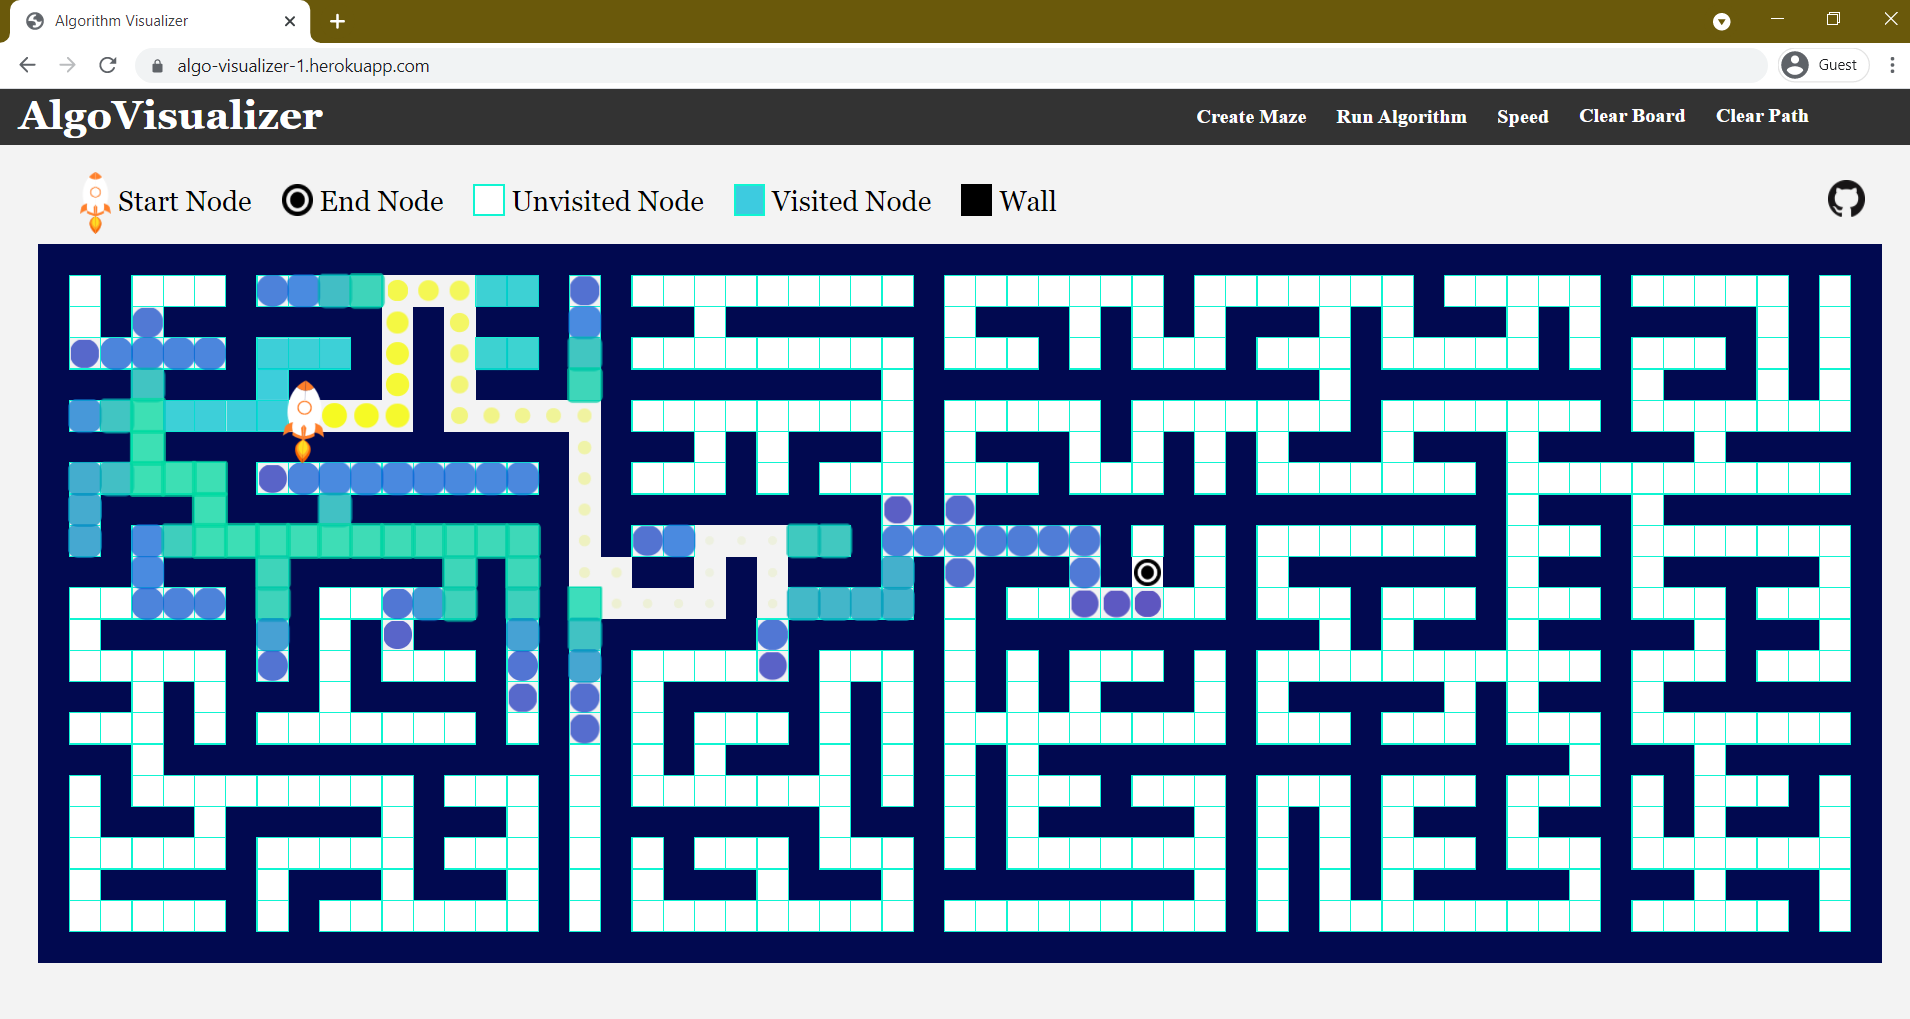 Algorithm Visualizer
algo-visualizer-1.herokuapp.com
Guest
AlgoVisualizer
Create Maze
Run Algorithm
Speed
Clear Board
Clear Path
Start Node
End Node
Unvisited Node
Visited Node
Wall